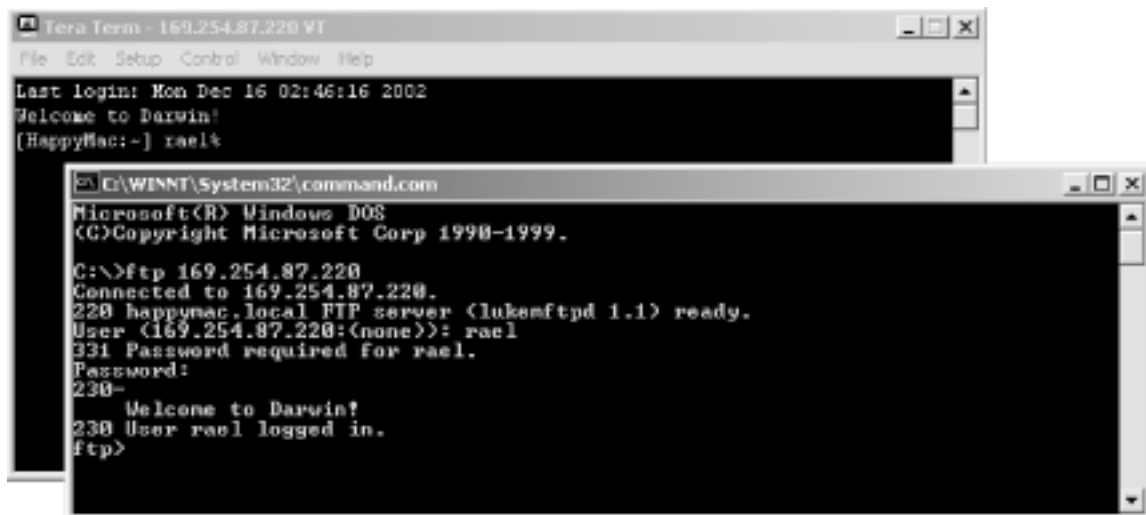 Tera Term - 169.254.87.220 VT
File Edit Setup Control Window Help
Last login: Mon Dec 16 02:46:16 2002
Welcome to Darwin!
[HappyMac:~] rael%
C:\WINNT\System32\command.com
Microsoft(R) Windows DOS
(C)Copyright Microsoft Corp 1990-1999.
C:\>ftp 169.254.87.220
Connected to 169.254.87.220.
220 happymac.local FTP server (lukemftpd 1.1) ready.
User (169.254.87.220:(none)): rael
331 Password required for rael.
Password:
230-
Welcome to Darwin!
230 User rael logged in.
ftp>